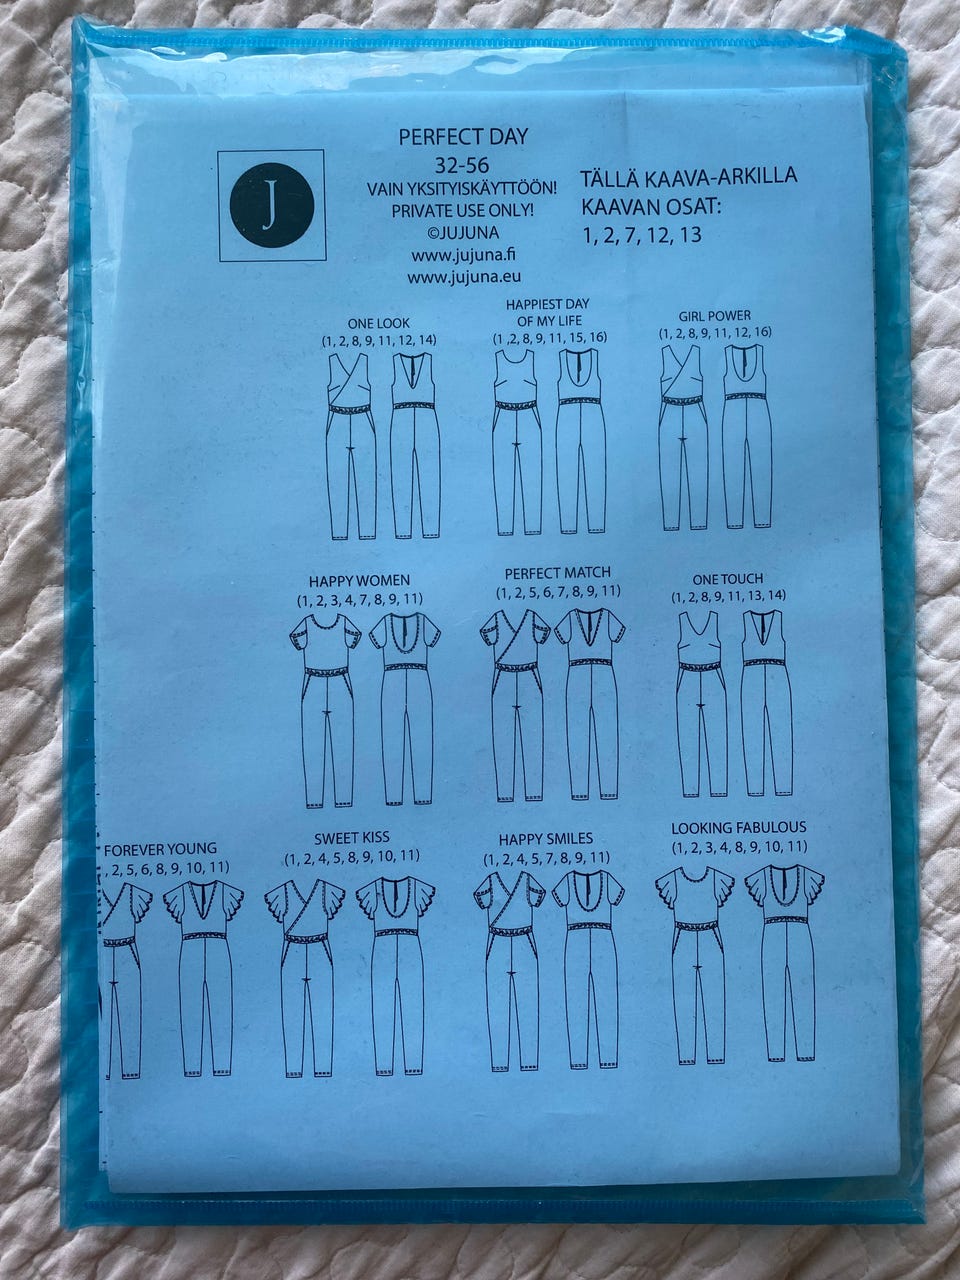 J
PERFECT DAY
32-56
VAIN YKSITYISKÄYTTÖÖN!
PRIVATE USE ONLY!
©JUJUNA
www.jujuna.fi
www.jujuna.eu
TÄLLÄ KAAVA-ARKILLA
KAAVAN OSAT:
1, 2, 7, 12, 13
ONE LOOK
(1, 2, 8, 9, 11, 12, 14)
HAPPIEST DAY
OF MY LIFE
(1 ,2, 8, 9, 11, 15, 16)
GIRL POWER
(1, 2, 8, 9, 11, 12, 16)
HAPPY WOMEN
(1, 2, 3, 4, 7, 8, 9, 11)
PERFECT MATCH
(1, 2, 5, 6, 7, 8, 9, 11)
ONE TOUCH
(1, 2, 8, 9, 11, 13, 14)
FOREVER YOUNG
, 2, 5, 6, 8, 9, 10, 11)
SWEET KISS
(1, 2, 4, 5, 8, 9, 10, 11)
HAPPY SMILES
(1, 2, 4, 5, 7, 8, 9, 11)
LOOKING FABULOUS
(1, 2, 3, 4, 8, 9, 10, 11)